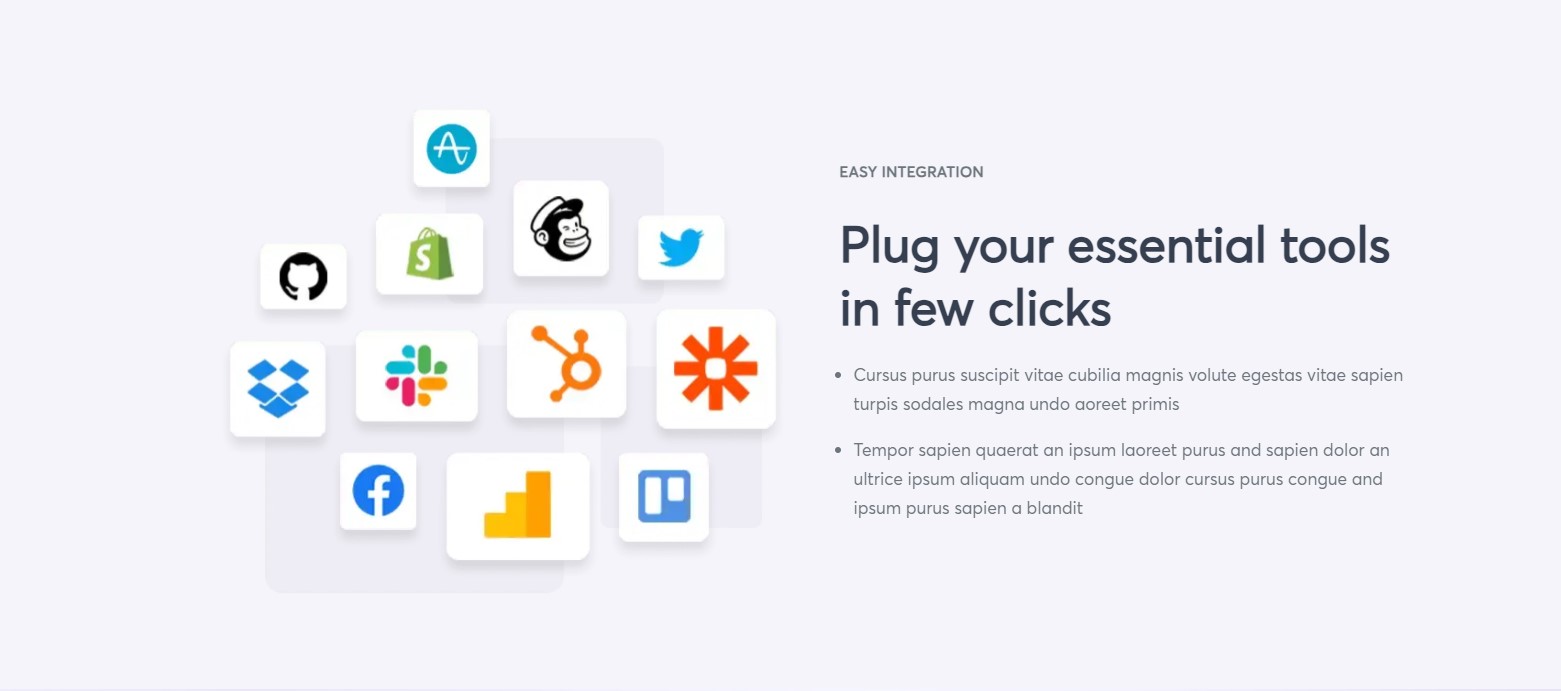 EASY INTEGRATION
Plug your essential tools
in few clicks
Cursus purus suscipit vitae cubilia magnis volute egestas vitae sapien
turpis sodales magna undo aoreet primis
Tempor sapien quaerat an ipsum laoreet purus and sapien dolor an
ultrice ipsum aliquam undo congue dolor cursus purus congue and
ipsum purus sapien a blandit